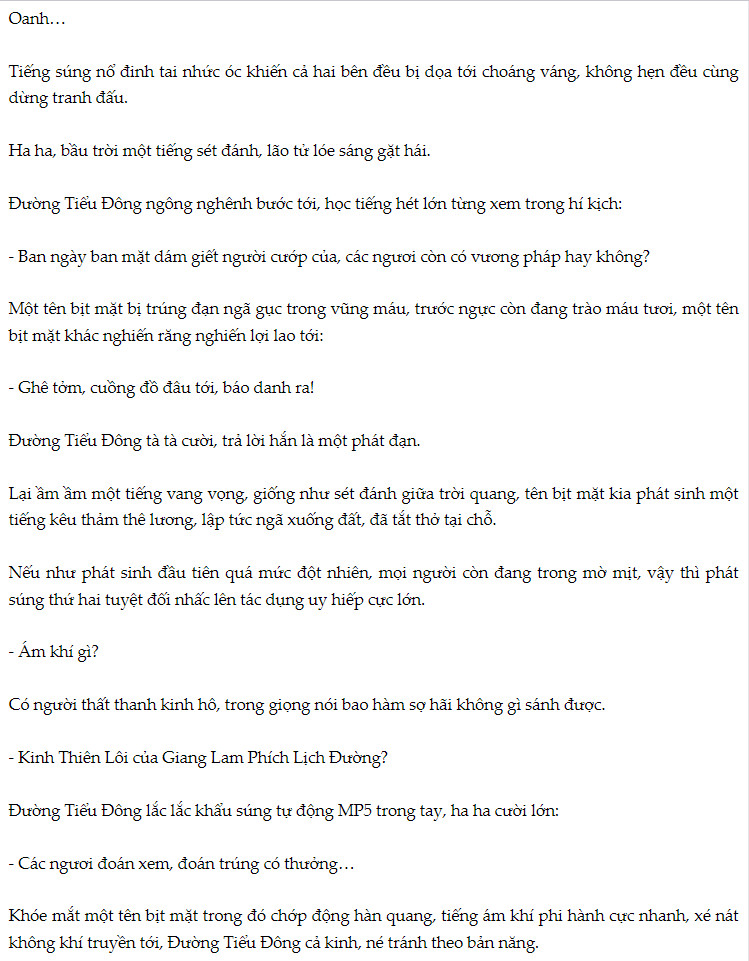 Oanh…
Tiếng súng nổ đinh tai nhức óc khiến cả hai bên đều bị dọa tới choáng váng, không hẹn đều cùng
dừng tranh đấu.
Ha ha, bầu trời một tiếng sét đánh, lão tử lóe sáng gặt hái.
Đường Tiểu Đông ngông nghênh bước tới, học tiếng hét lớn từng xem trong hí kịch:
- Ban ngày ban mặt dám giết người cướp của, các ngươi còn có vương pháp hay không?
Một tên bịt mặt bị trúng đạn ngã gục trong vũng máu, trước ngực còn đang trào máu tươi, một tên
bịt mặt khác nghiến răng nghiến lợi lao tới:
- Ghê tởm, cuồng đồ đâu tới, báo danh ra!
Đường Tiểu Đông tà tà cười, trả lời hắn là một phát đạn.
Lại ầm ầm một tiếng vang vọng, giống như sét đánh giữa trời quang, tên bịt mặt kia phát sinh một
tiếng kêu thảm thê lương, lập tức ngã xuống đất, đã tắt thở tại chỗ.
Nếu như phát sinh đầu tiên quá mức đột nhiên, mọi người còn đang trong mờ mịt, vậy thì phát
súng thứ hai tuyệt đối nhấc lên tác dụng uy hiếp cực lớn.
- Ám khí gì?
Có người thất thanh kinh hô, trong giọng nói bao hàm sợ hãi không gì sánh được.
- Kinh Thiên Lôi của Giang Lam Phích Lịch Đường?
Đường Tiểu Đông lắc lắc khẩu súng tự động MP5 trong tay, ha ha cười lớn:
- Các ngươi đoán xem, đoán trúng có thưởng…
Khóe mắt một tên bịt mặt trong đó chớp động hàn quang, tiếng ám khí phi hành cực nhanh, xé nát
không khí truyền tới, Đường Tiểu Đông cả kinh, né tránh theo bản năng.